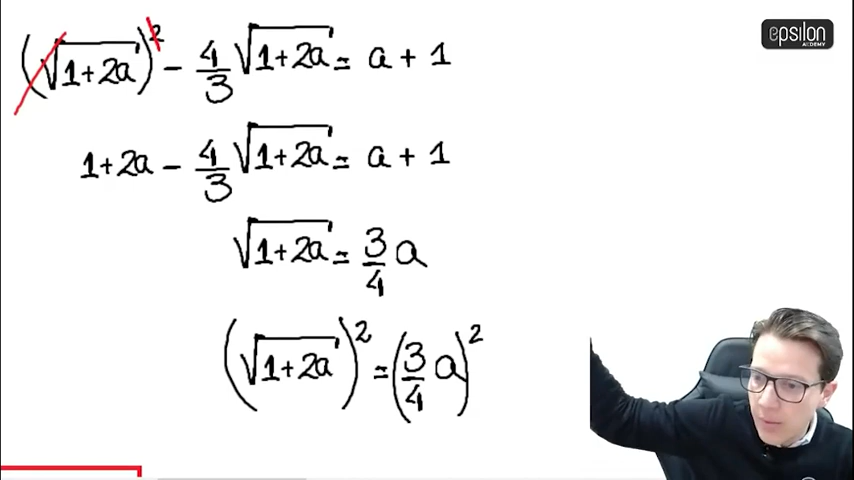 epsilon
ACADEMY
(√(1+2a))² − 4/3 √(1+2a) = a + 1
1+2a − 4/3 √(1+2a) = a + 1
√(1+2a) = 3/4 a
(√(1+2a))² = (3/4 a)²